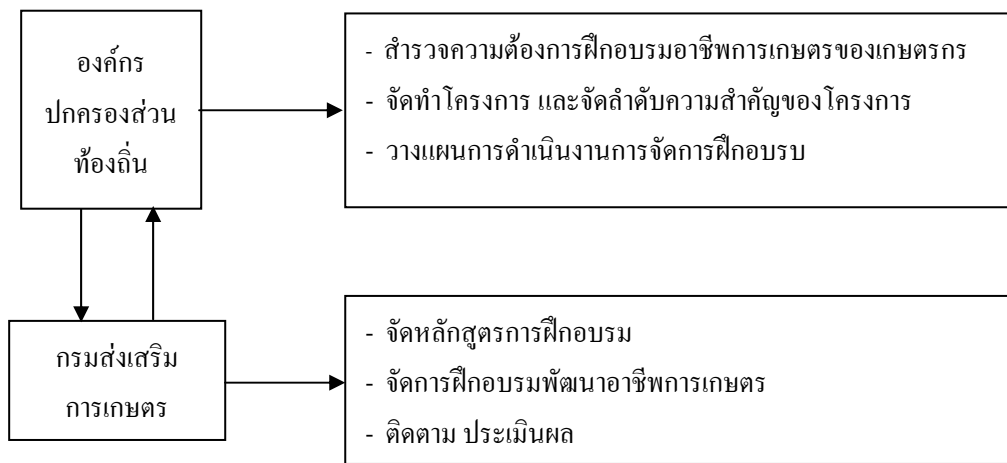 องค์กร
ปกครองส่วน
ท้องถิ่น
- สำรวจความต้องการฝึกอบรมอาชีพการเกษตรของเกษตรกร
- จัดทำโครงการ และจัดลำดับความสำคัญของโครงการ
- วางแผนการดำเนินงานการจัดการฝึกอบรบ
กรมส่งเสริม
การเกษตร
- จัดหลักสูตรการฝึกอบรม
- จัดการฝึกอบรมพัฒนาอาชีพการเกษตร
- ติดตาม ประเมินผล